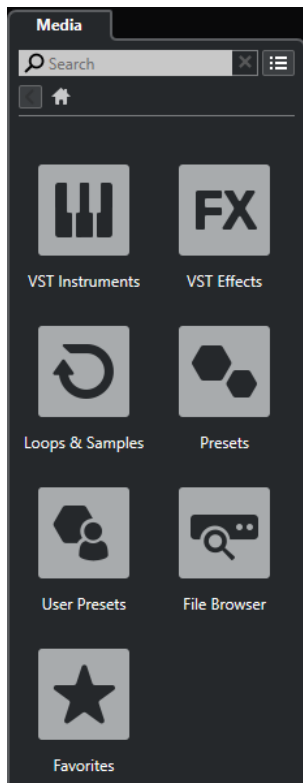 Media
Search
FX
VST Instruments
VST Effects
Loops & Samples
Presets
User Presets
File Browser
Favorites